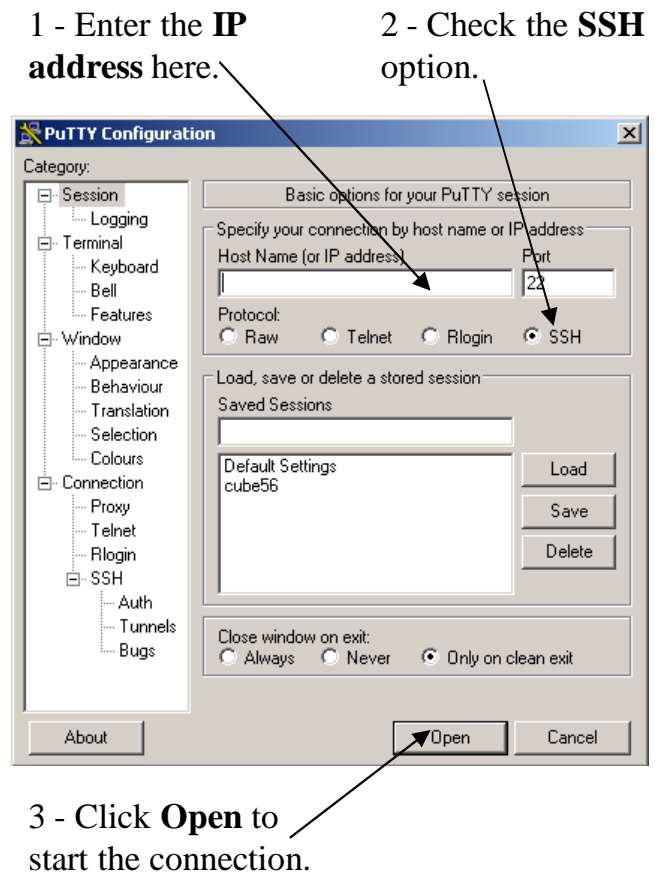 1 - Enter the IP
address here.
2 - Check the SSH
option.
PuTTY Configuration
Category:
Session
Logging
Terminal
Keyboard
Bell
Features
Window
Appearance
Behaviour
Translation
Selection
Colours
Connection
Proxy
Telnet
Rlogin
SSH
Auth
Tunnels
Bugs
Basic options for your PuTTY session
Specify your connection by host name or IP address
Host Name (or IP address) Port
22
Protocol:
Raw Telnet Rlogin SSH
Load, save or delete a stored session
Saved Sessions
Default Settings
cube56
Load
Save
Delete
Close window on exit:
Always Never Only on clean exit
About Open Cancel
3 - Click Open to
start the connection.